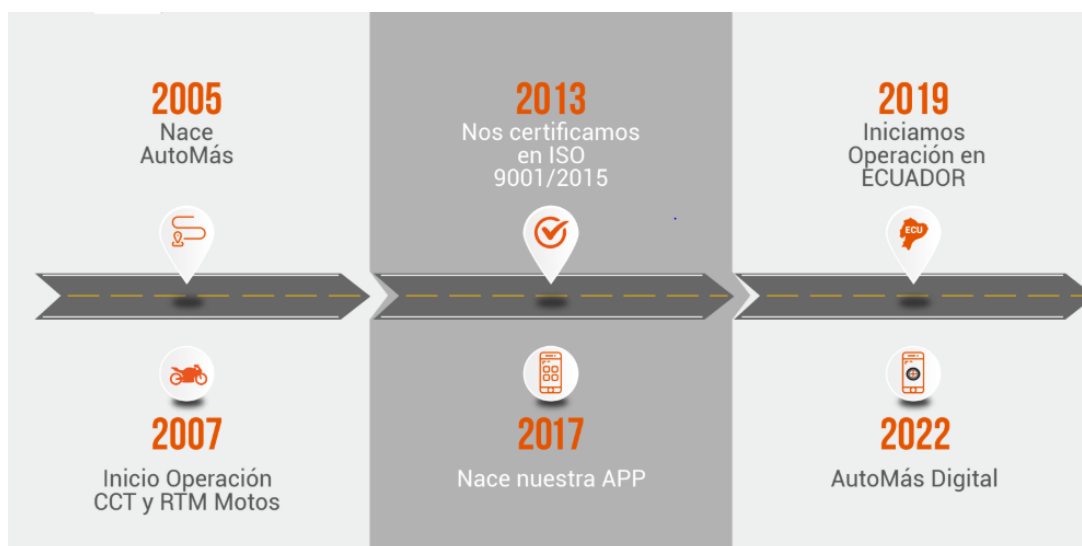 2005
Nace
AutoMás
2013
Nos certificamos
en ISO
9001/2015
2019
Iniciamos
Operación en
ECUADOR
ECU
2007
Inicio Operación
CCT y RTM Motos
2017
Nace nuestra APP
2022
AutoMás Digital